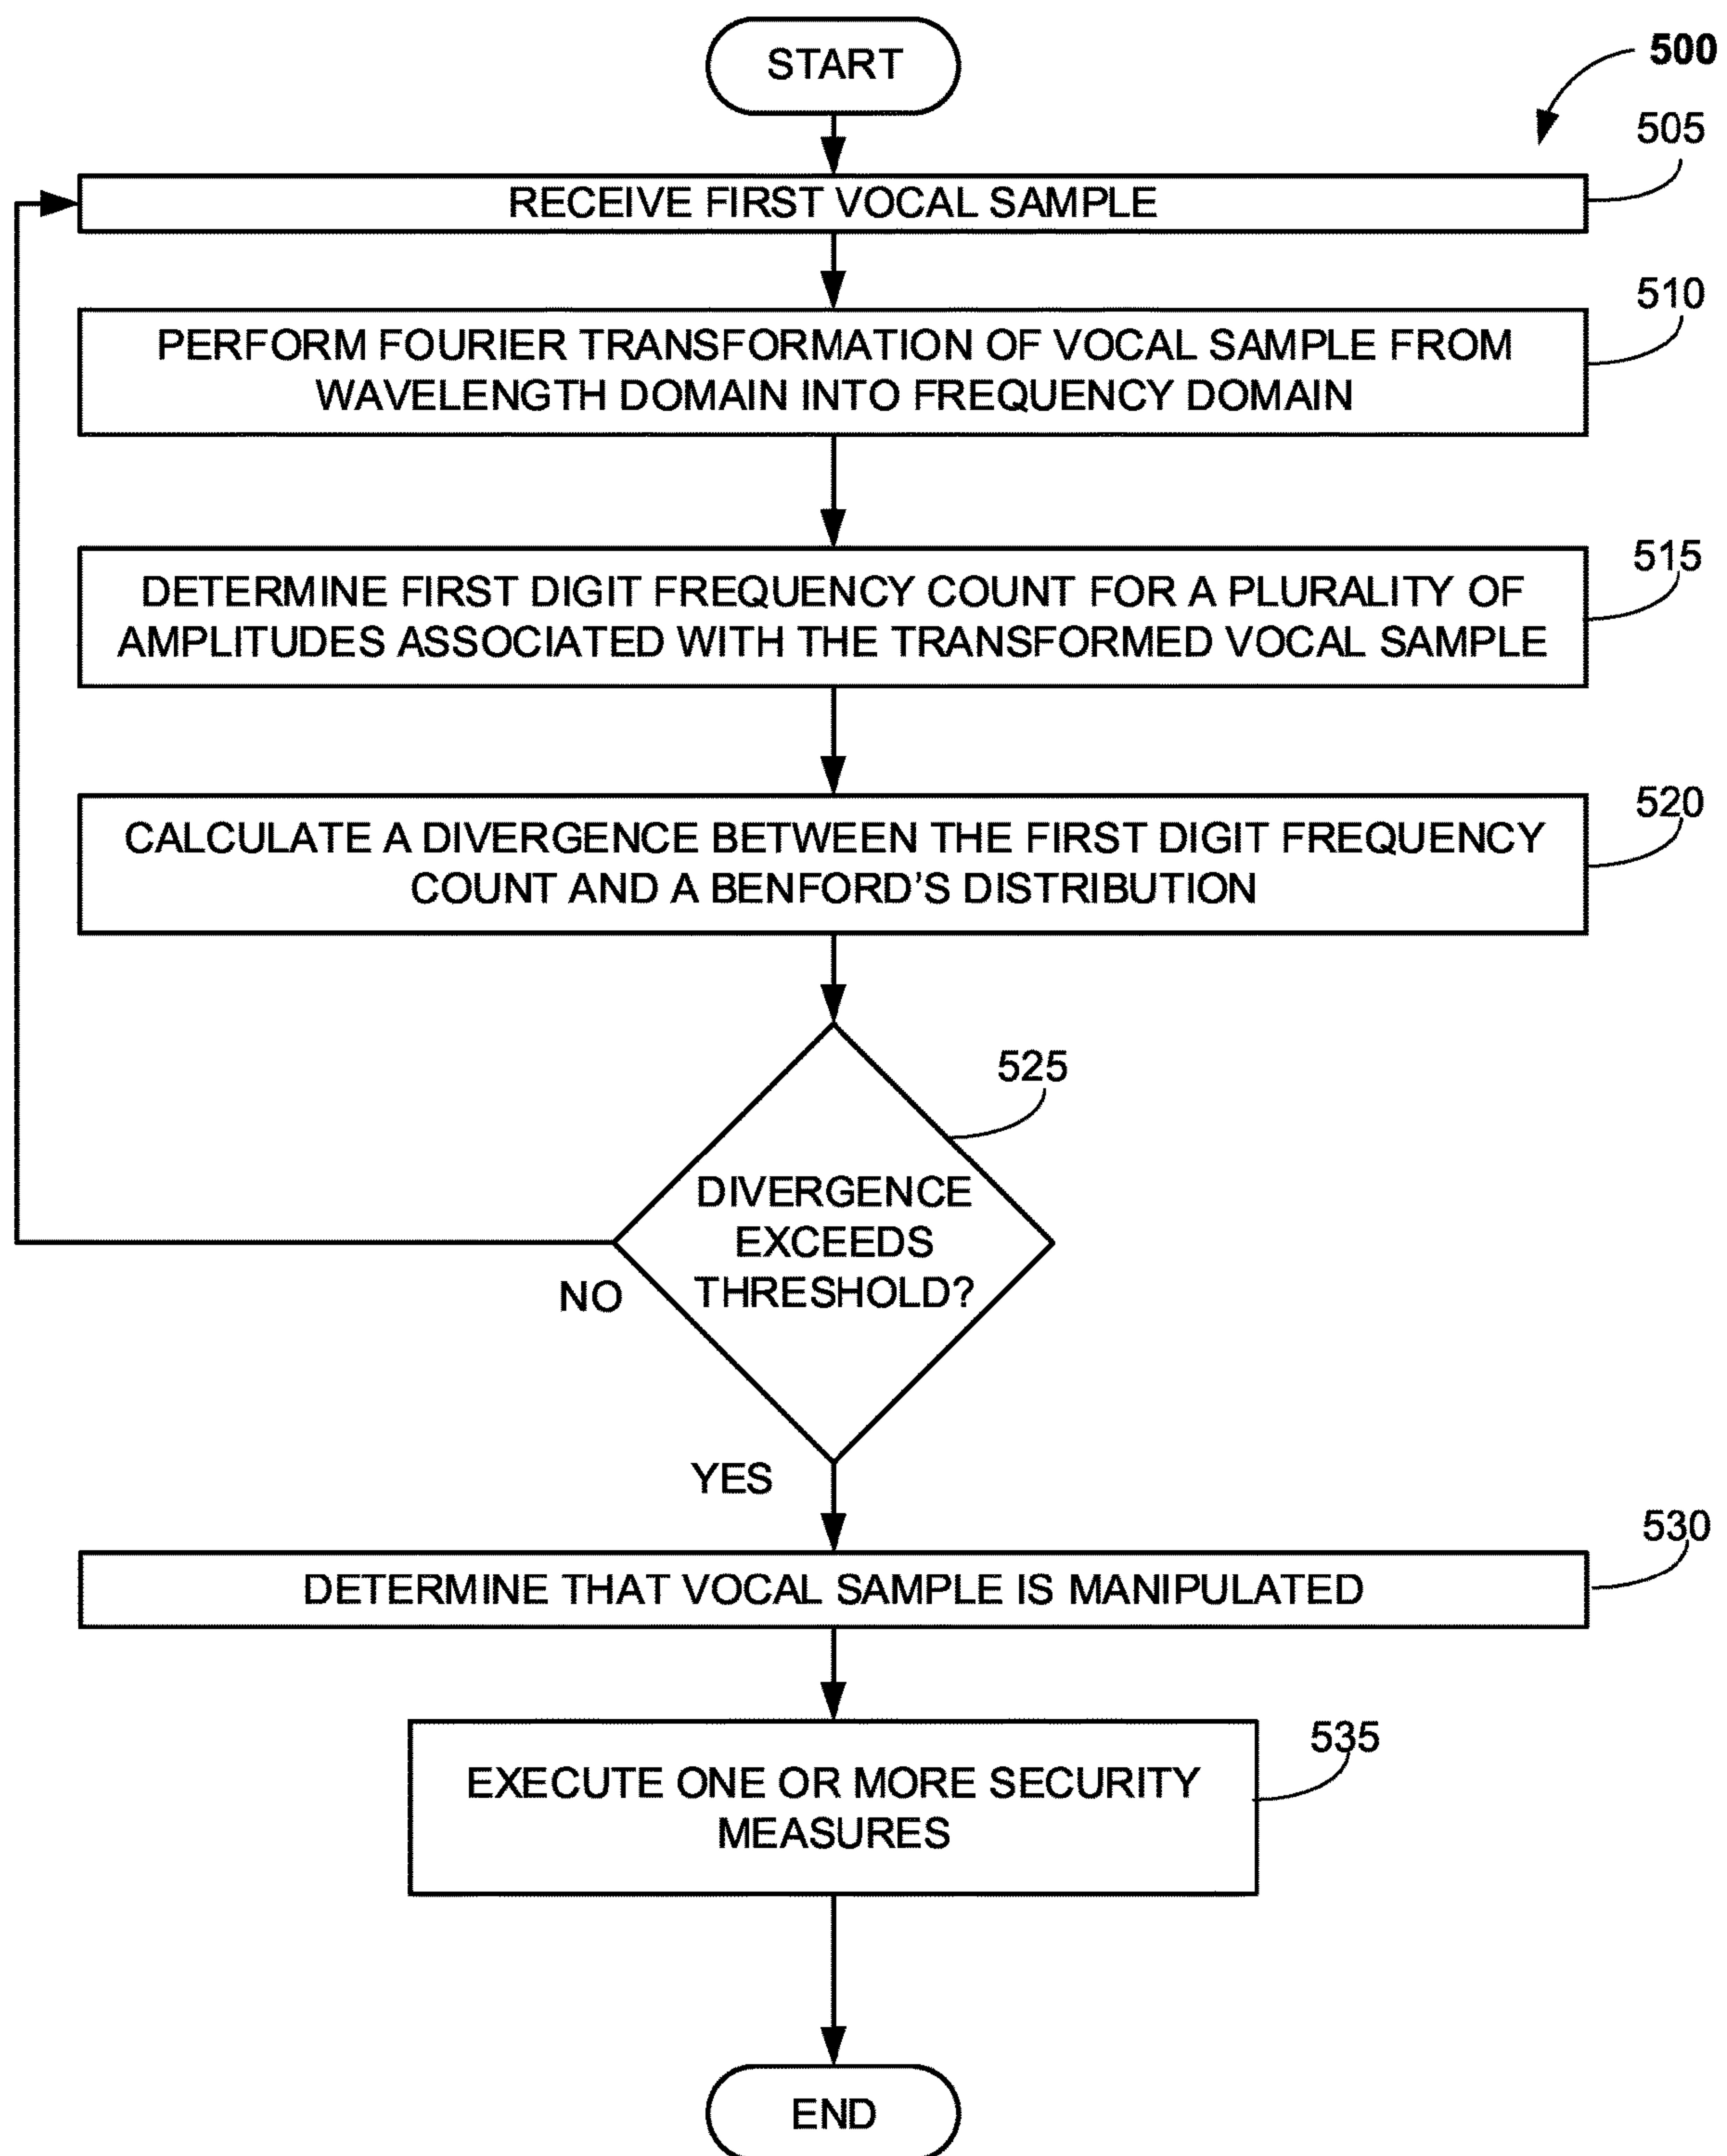 START
500
505
RECEIVE FIRST VOCAL SAMPLE
510
PERFORM FOURIER TRANSFORMATION OF VOCAL SAMPLE FROM
WAVELENGTH DOMAIN INTO FREQUENCY DOMAIN
515
DETERMINE FIRST DIGIT FREQUENCY COUNT FOR A PLURALITY OF
AMPLITUDES ASSOCIATED WITH THE TRANSFORMED VOCAL SAMPLE
520
CALCULATE A DIVERGENCE BETWEEN THE FIRST DIGIT FREQUENCY
COUNT AND A BENFORD'S DISTRIBUTION
525
DIVERGENCE
EXCEEDS
THRESHOLD?
NO
YES
530
DETERMINE THAT VOCAL SAMPLE IS MANIPULATED
535
EXECUTE ONE OR MORE SECURITY
MEASURES
END